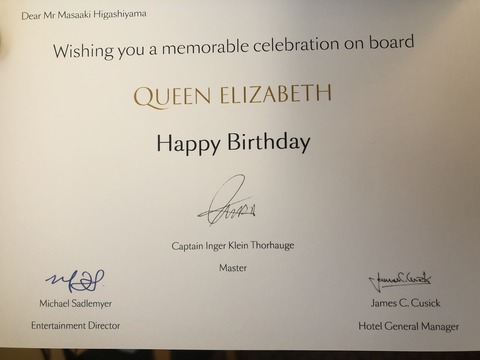 Dear Mr Masaaki Higashiyama
Wishing you a memorable celebration on board
QUEEN ELIZABETH
Happy Birthday
Captain Inger Klein Thorhauge
Master
Michael Sadlemyer
Entertainment Director
James C. Cusick
Hotel General Manager